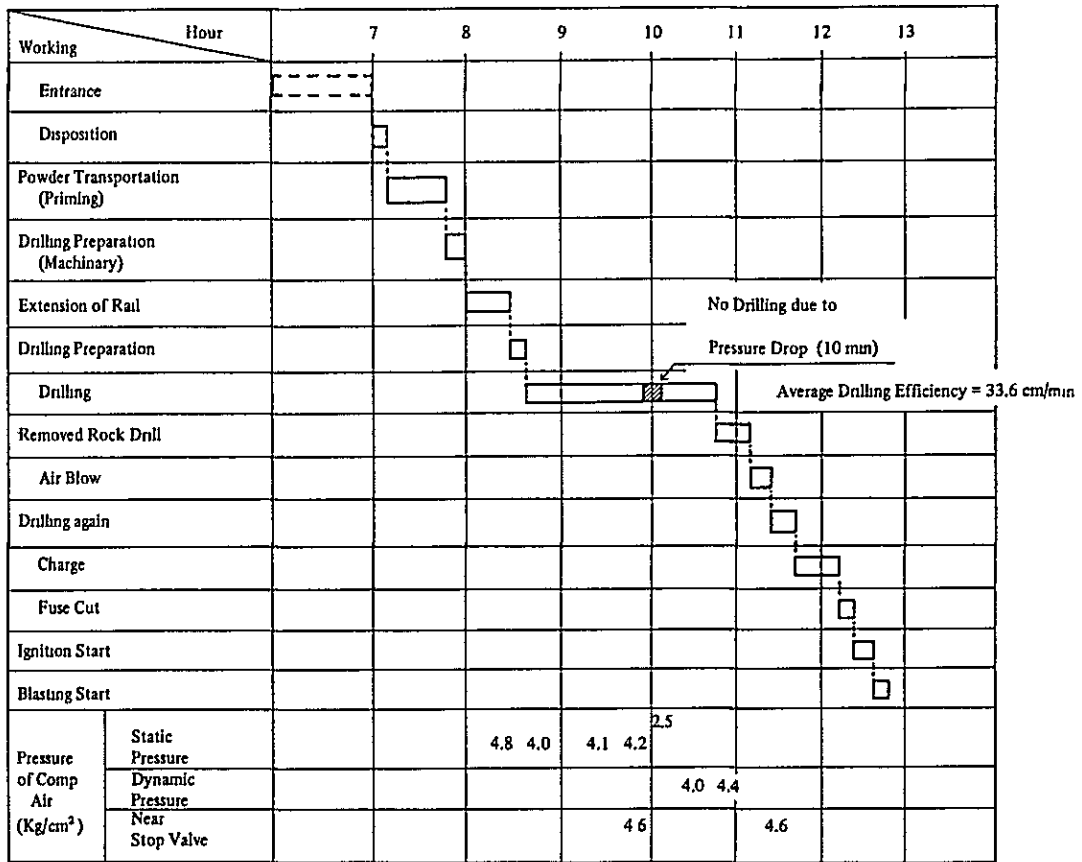 Hour
Working
7 8 9 10 11 12 13
Entrance
Disposition
Powder Transportation
(Priming)
Drilling Preparation
(Machinary)
Extension of Rail
No Drilling due to
Drilling Preparation
Pressure Drop (10 min)
Drilling
Average Drilling Efficiency = 33.6 cm/min
Removed Rock Drill
Air Blow
Drilling again
Charge
Fuse Cut
Ignition Start
Blasting Start
Pressure
of Comp
Air
(Kg/cm²)
Static
Pressure
4.8 4.0 4.1 4.2 2.5
Dynamic
Pressure
4.0 4.4
Near
Stop Valve
4 6 4.6